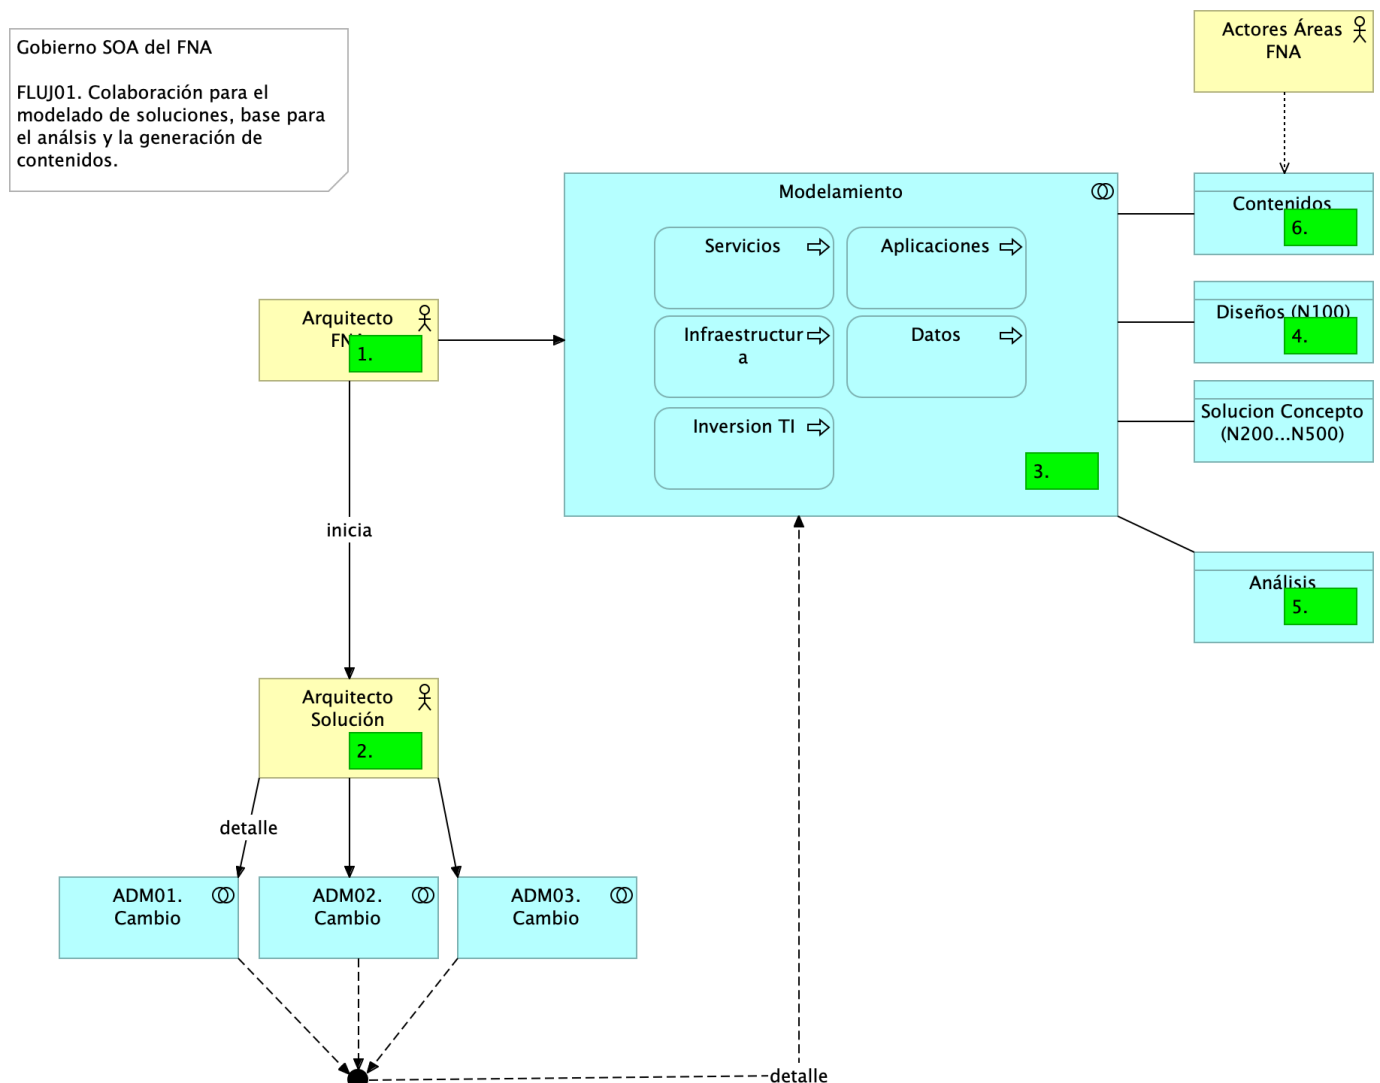 Gobierno SOA del FNA
FLUJ01. Colaboración para el
modelado de soluciones, base para
el análsis y la generación de
contenidos.
Actores Áreas
FNA
Modelamiento
Servicios
Aplicaciones
Infraestructur
a
Datos
Inversion TI
3.
Contenidos
6.
Diseños (N100)
4.
Solucion Concepto
(N200...N500)
Análisis
5.
Arquitecto
FNA
1.
inicia
Arquitecto
Solución
2.
detalle
ADM01.
Cambio
ADM02.
Cambio
ADM03.
Cambio
detalle